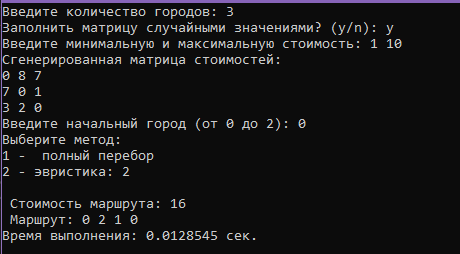 Введите количество городов: 3
Заполнить матрицу случайными значениями? (y/n): y
Введите минимальную и максимальную стоимость: 1 10
Сгенерированная матрица стоимостей:
0 8 7
7 0 1
3 2 0
Введите начальный город (от 0 до 2): 0
Выберите метод:
1 -  полный перебор
2 - эвристика: 2
 Стоимость маршрута: 16
 Маршрут: 0 2 1 0
Время выполнения: 0.0128545 сек.